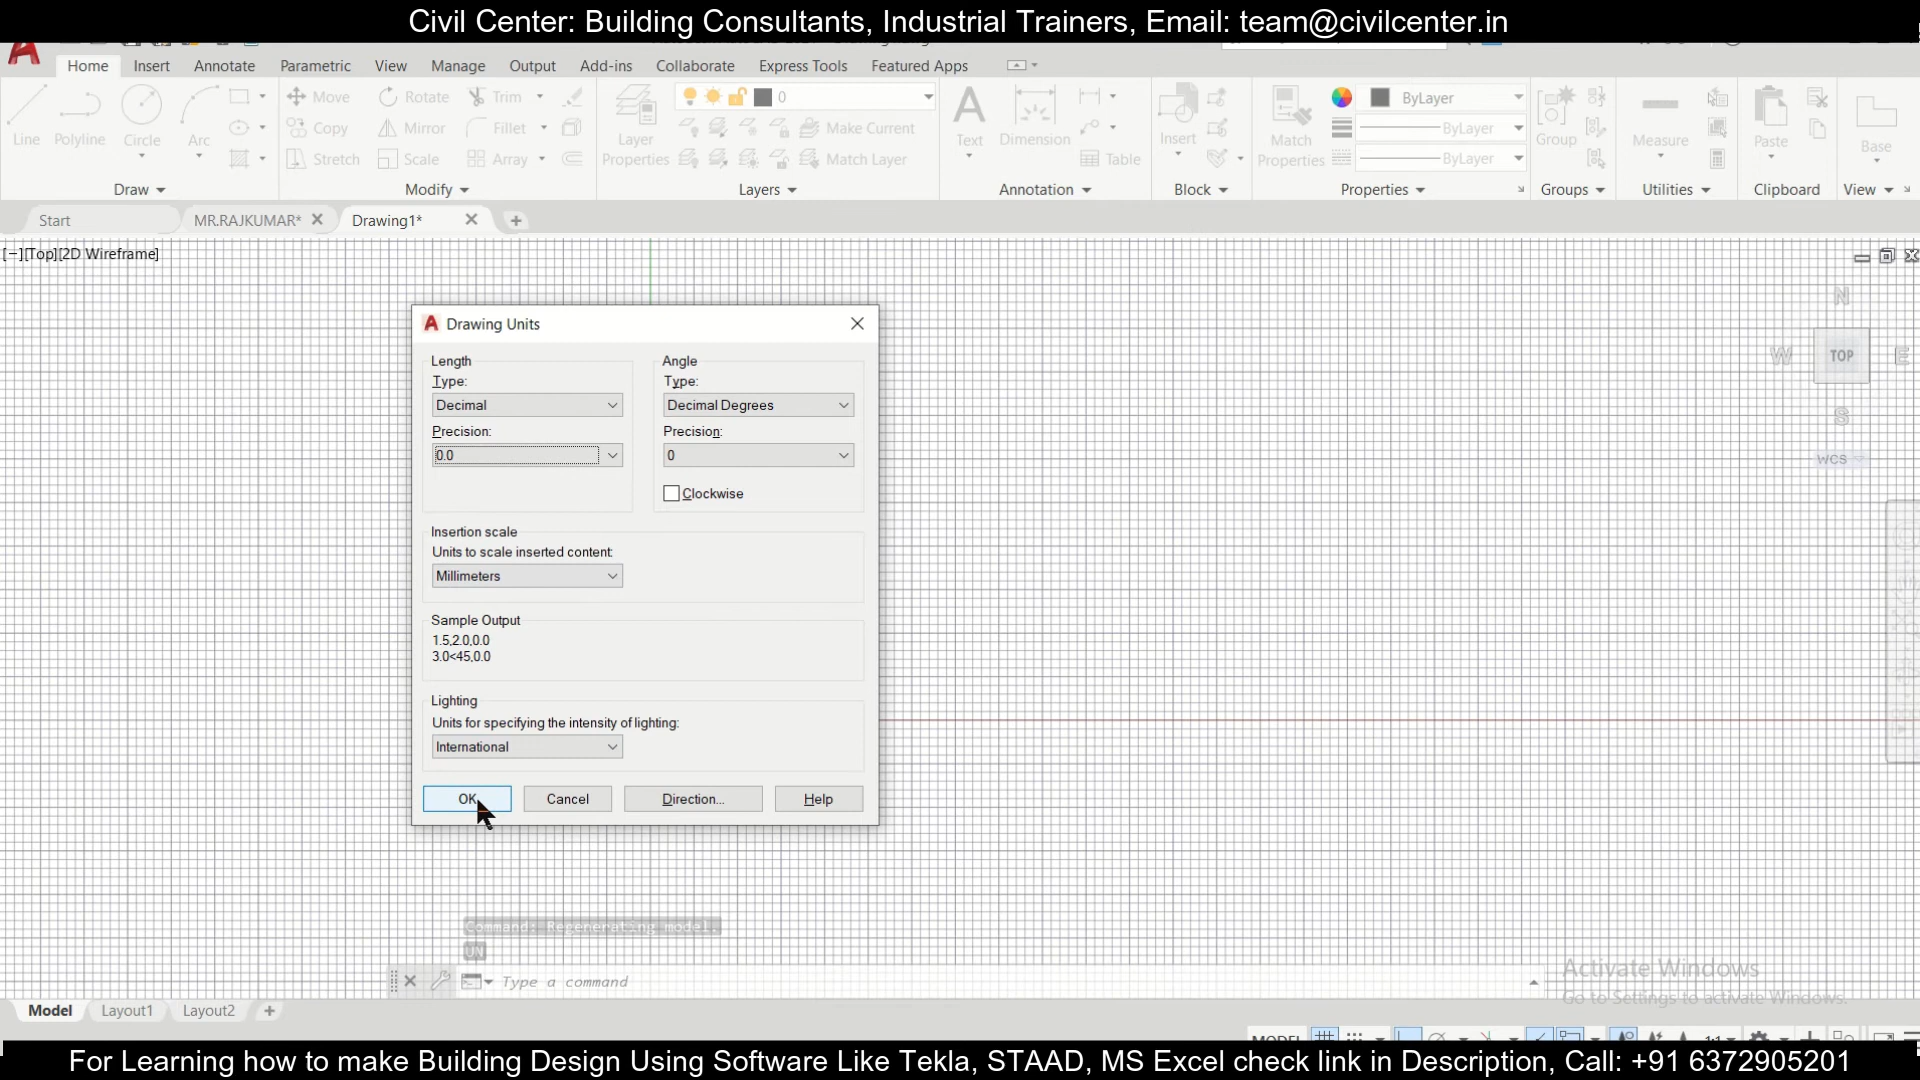 Civil Center: Building Consultants, Industrial Trainers, Email: team@civilcenter.in
Home Insert Annotate Parametric View Manage Output Add-ins Collaborate Express Tools Featured Apps
Move Rotate Trim 0 ByLayer
Line Polyline Circle Arc Copy Mirror Fillet Layer Properties Make Current Text Dimension Insert Match Properties ByLayer Group Measure Paste Base
Stretch Scale Array Match Layer Table ByLayer
Draw Modify Layers Annotation Block Properties Groups Utilities Clipboard View
Start MR.RAJKUMAR* Drawing1*
[−][Top][2D Wireframe]
N
W TOP E
S
WCS
Drawing Units
Length
Type:
Decimal
Precision:
0.0
Angle
Type:
Decimal Degrees
Precision:
0
Clockwise
Insertion scale
Units to scale inserted content:
Millimeters
Sample Output
1.5,2.0,0.0
3.0<45,0.0
Lighting
Units for specifying the intensity of lighting:
International
OK Cancel Direction... Help
Command: Regenerating model.
UN
Type a command
Activate Windows
Go to Settings to activate Windows.
Model Layout1 Layout2
MODEL 1:1
For Learning how to make Building Design Using Software Like Tekla, STAAD, MS Excel check link in Description, Call: +91 6372905201